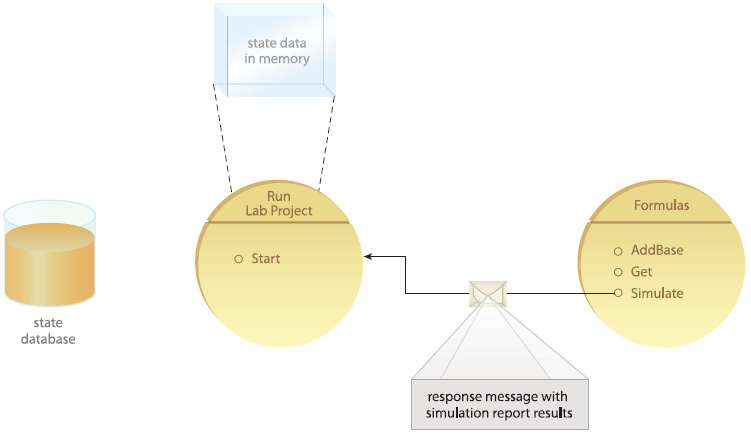 state data
in memory
Run
Lab Project
Start
Formulas
AddBase
Get
Simulate
state
database
response message with
simulation report results